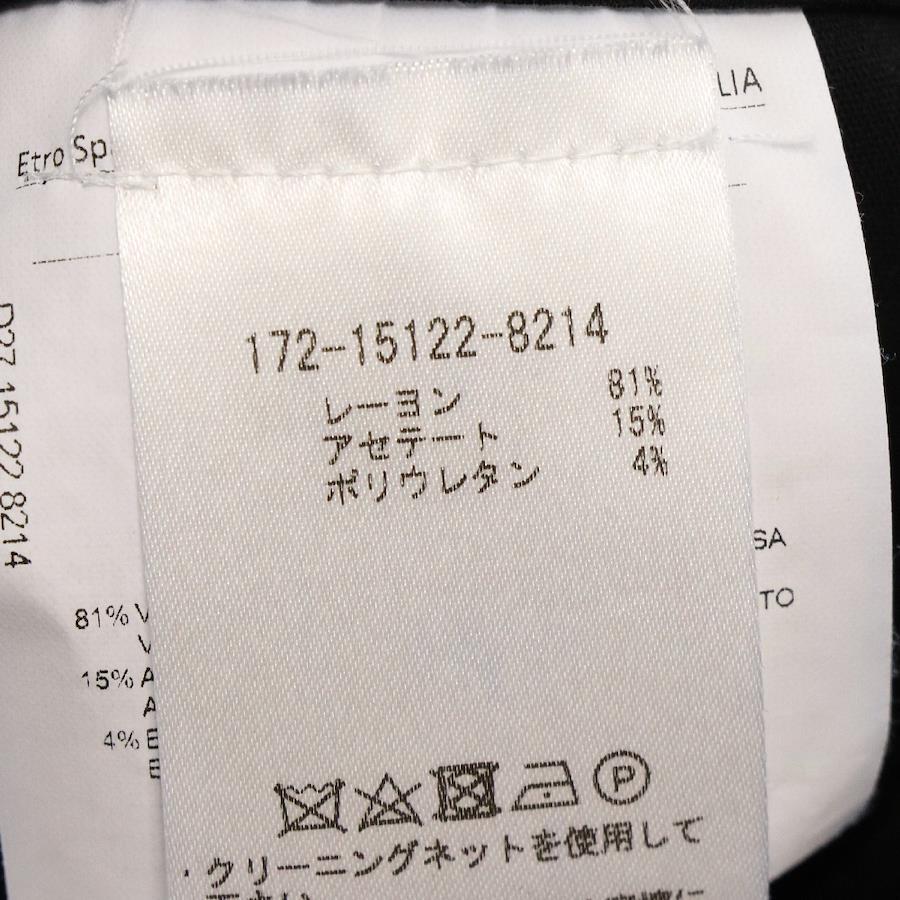 Etro Sp
LIA
172-15122-8214
レーヨン 81%
アセテート 15%
ポリウレタン 4%
D27 15122 8214
SA
TO
81% V
V
15% A
A
4% E
E
P
・クリーニングネットを使用して